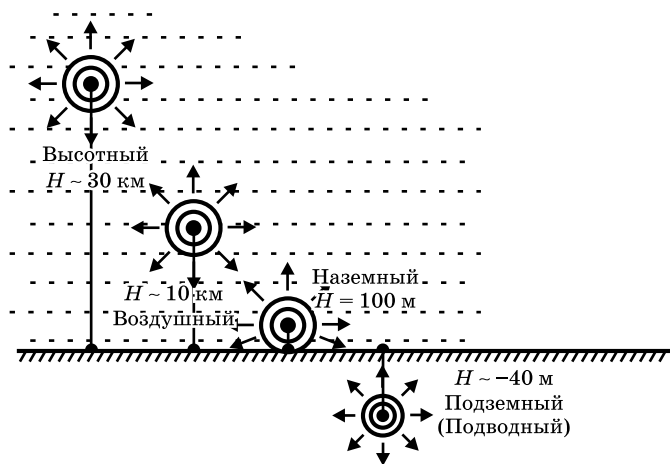 Высотный
H ~ 30 км
H ~ 10 км
Воздушный
Наземный
H = 100 м
H ~ −40 м
Подземный
(Подводный)